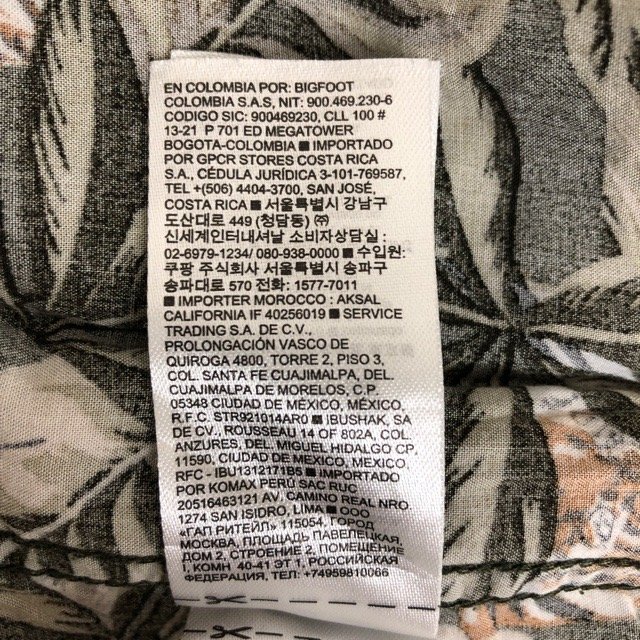 EN COLOMBIA POR: BIGFOOT
COLOMBIA S.A.S, NIT: 900.469.230-6
CODIGO SIC: 900469230, CLL 100 #
13-21 P 701 ED MEGATOWER
BOGOTA-COLOMBIA ■ IMPORTADO
POR GPCR STORES COSTA RICA
S.A., CÉDULA JURÍDICA 3-101-769587,
TEL +(506) 4404-3700, SAN JOSÉ,
COSTA RICA ■ 서울특별시 강남구
도산대로 449 (청담동) ㈜
신세계인터내셔날 소비자상담실 :
02-6979-1234/ 080-938-0000 ■ 수입원:
쿠팡 주식회사 서울특별시 송파구
송파대로 570 전화: 1577-7011
■ IMPORTER MOROCCO : AKSAL
CALIFORNIA IF 40256019 ■ SERVICE
TRADING S.A. DE C.V.,
PROLONGACIÓN VASCO DE
QUIROGA 4800, TORRE 2, PISO 3,
COL. SANTA FE CUAJIMALPA, DEL.
CUAJIMALPA DE MORELOS, C.P.
05348 CIUDAD DE MÉXICO, MÉXICO,
R.F.C. STR921014AR0 ■ IBUSHAK, SA
DE CV., ROUSSEAU 14 OF 802A, COL.
ANZURES, DEL. MIGUEL HIDALGO CP.
11590, CIUDAD DE MEXICO, MEXICO
RFC - IBU1312171B5 ■ IMPORTADO
POR KOMAX PERÚ SAC RUC
20516463121 AV, CAMINO REAL NRO.
1274 SAN ISIDRO, LIMA ■ ООО
«ГАП РИТЕЙЛ» 115054, ГОРОД
МОСКВА, ПЛОЩАДЬ ПАВЕЛЕЦКАЯ,
ДОМ 2, СТРОЕНИЕ 2, ПОМЕЩЕНИЕ
I, КОМН 40-41 ЭТ 1, РОССИЙСКАЯ
ФЕДЕРАЦИЯ, ТЕЛ: +74959810066